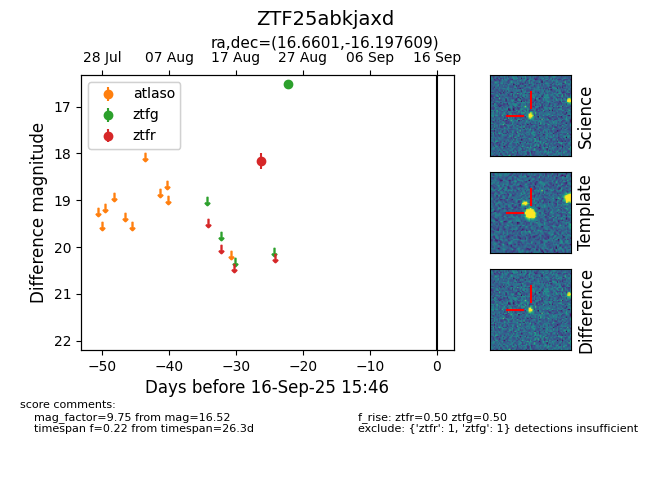 ZTF25abkjaxd
ra,dec=(16.6601,-16.197609)
28 Jul 07 Aug 17 Aug 27 Aug 06 Sep 16 Sep
atlaso
ztfg
ztfr
17
18
19
20
21
22
Difference magnitude
−50 −40 −30 −20 −10 0
Days before 16-Sep-25 15:46
Science
Template
Difference
score comments:
mag_factor=9.75 from mag=16.52
timespan f=0.22 from timespan=26.3d
f_rise: ztfr=0.50 ztfg=0.50
exclude: {'ztfr': 1, 'ztfg': 1} detections insufficient